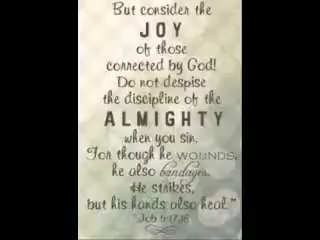 But consider the
JOY
of those
corrected by God!
Do not despise
the discipline of the
ALMIGHTY
when you sin.
For though he WOUNDS,
he also bandages.
He strikes,
but his hands also heal."
Job 5:17-18